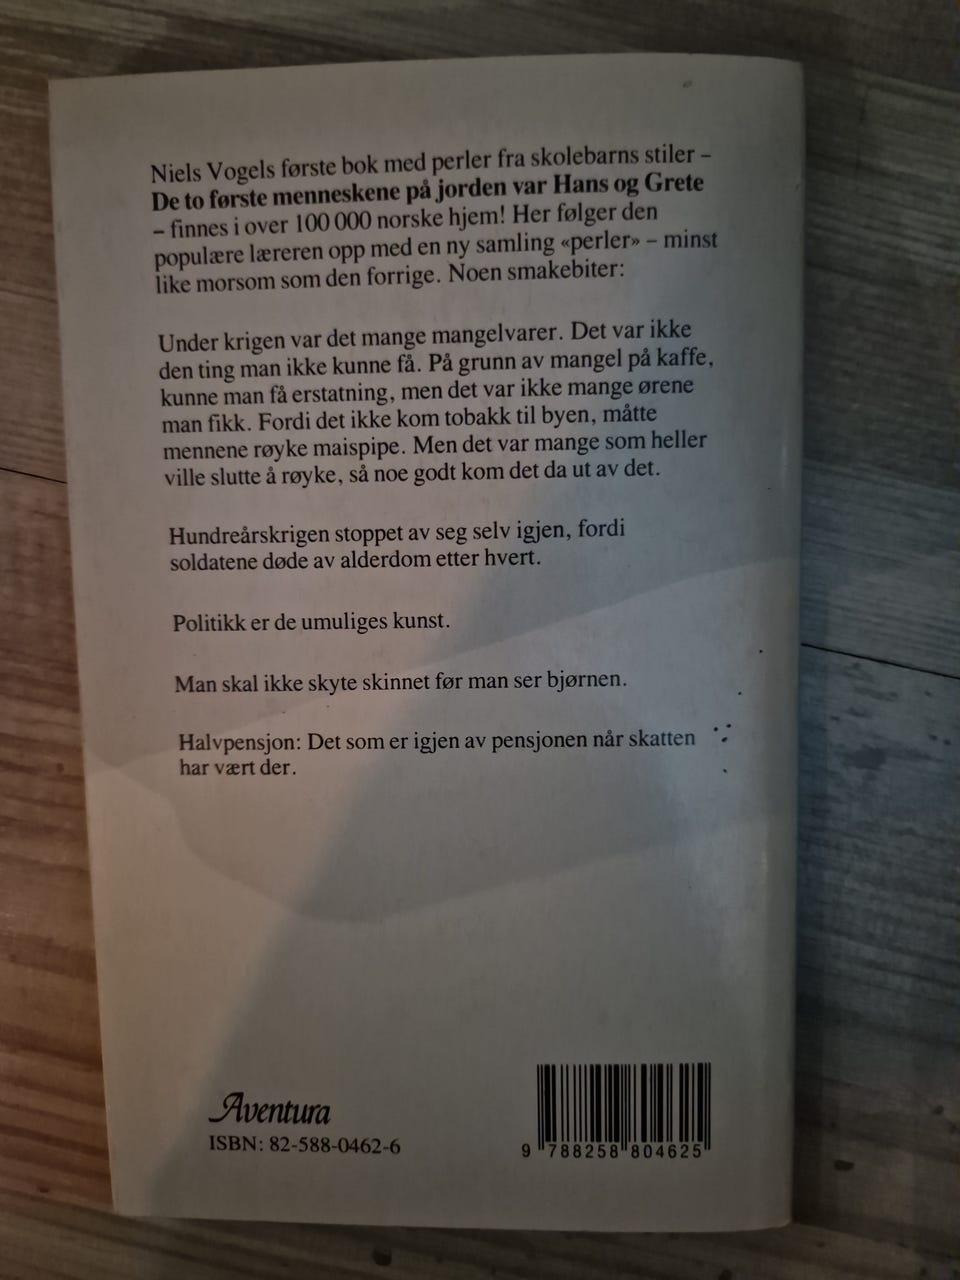 Niels Vogels første bok med perler fra skolebarns stiler –
De to første menneskene på jorden var Hans og Grete
– finnes i over 100 000 norske hjem! Her følger den
populære læreren opp med en ny samling «perler» – minst
like morsom som den forrige. Noen smakebiter:
Under krigen var det mange mangelvarer. Det var ikke
den ting man ikke kunne få. På grunn av mangel på kaffe,
kunne man få erstatning, men det var ikke mange ørene
man fikk. Fordi det ikke kom tobakk til byen, måtte
mennene røyke maispipe. Men det var mange som heller
ville slutte å røyke, så noe godt kom det da ut av det.
Hundreårskrigen stoppet av seg selv igjen, fordi
soldatene døde av alderdom etter hvert.
Politikk er de umuliges kunst.
Man skal ikke skyte skinnet før man ser bjørnen.
Halvpensjon: Det som er igjen av pensjonen når skatten
har vært der.
Aventura
ISBN: 82-588-0462-6
9 788258 804625